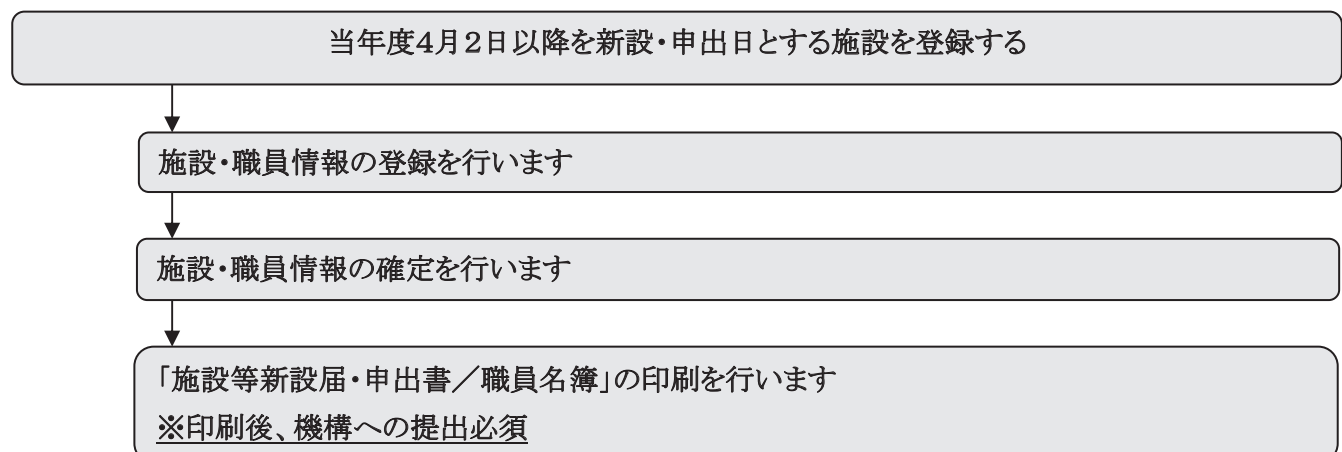 当年度４月２日以降を新設・申出日とする施設を登録する
施設・職員情報の登録を行います
施設・職員情報の確定を行います
「施設等新設届・申出書／職員名簿」の印刷を行います
※印刷後、機構への提出必須